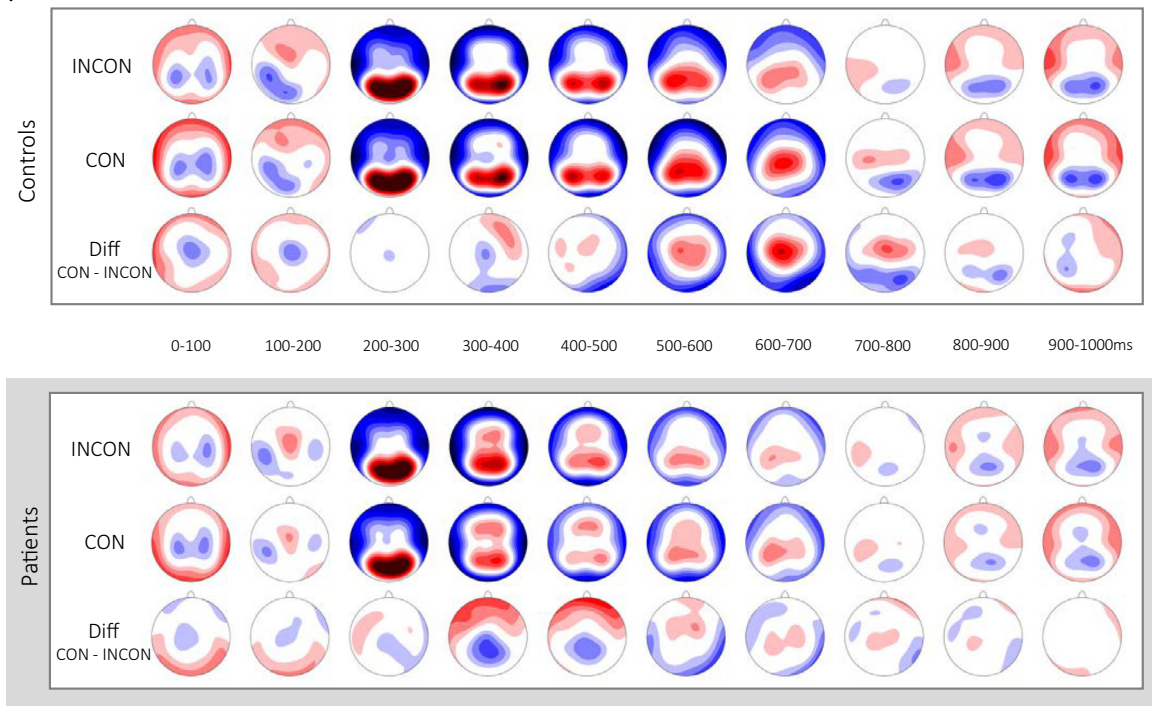 Controls
INCON
CON
Diff
CON - INCON
0-100 100-200 200-300 300-400 400-500 500-600 600-700 700-800 800-900 900-1000ms
Patients
INCON
CON
Diff
CON - INCON